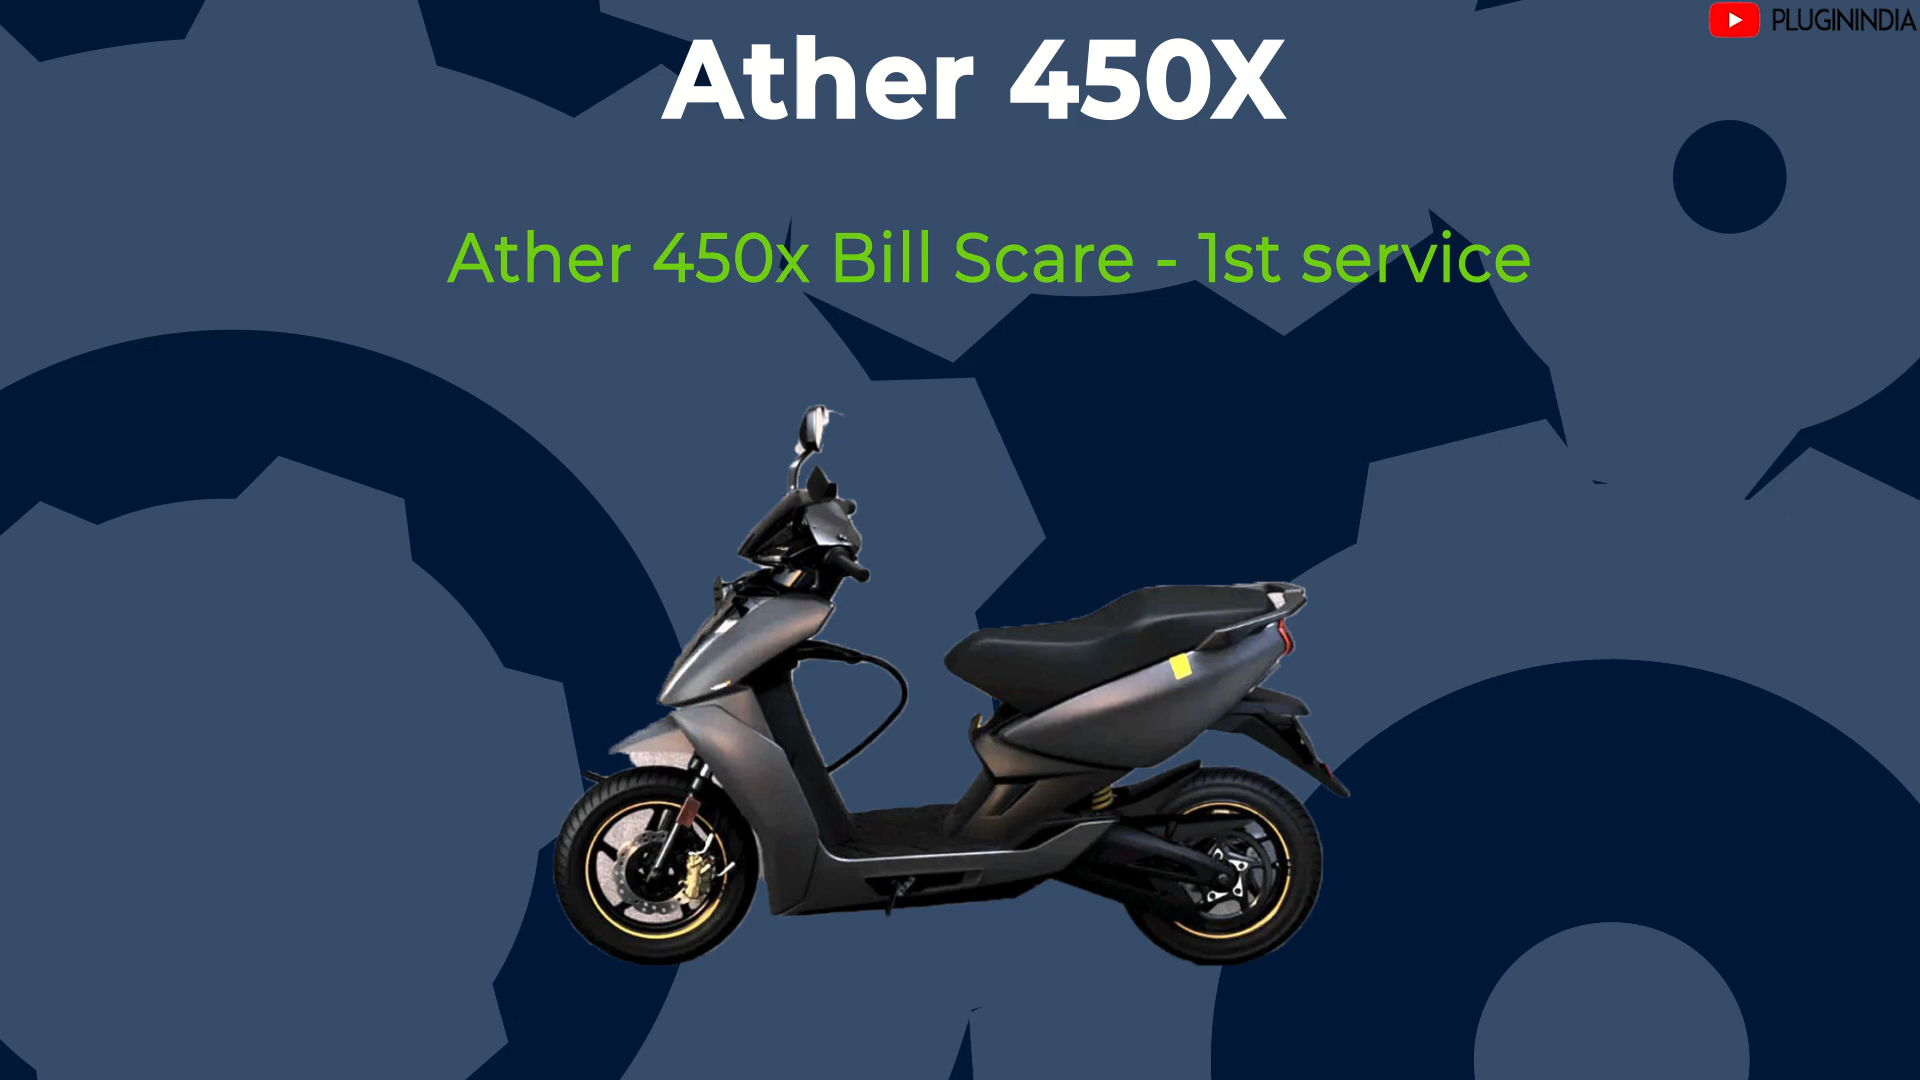 PLUGININDIA
Ather 450X
Ather 450x Bill Scare - 1st service